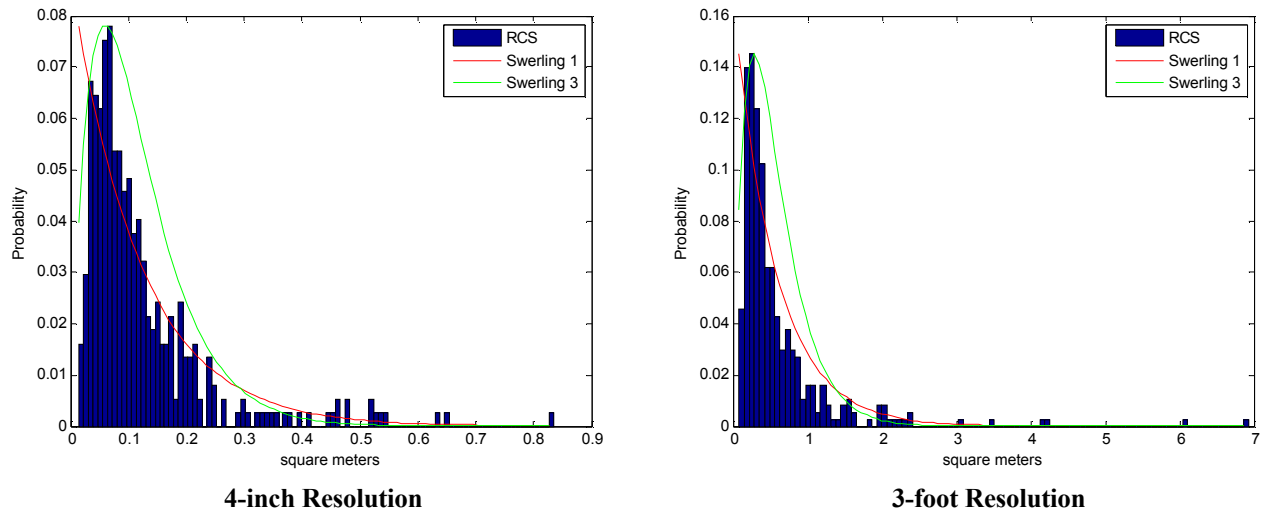 0.08
0.07
0.06
0.05
0.04
0.03
0.02
0.01
0
Probability
0 0.1 0.2 0.3 0.4 0.5 0.6 0.7 0.8 0.9
square meters
RCS
Swerling 1
Swerling 3
4-inch Resolution
0.16
0.14
0.12
0.1
0.08
0.06
0.04
0.02
0
Probability
0 1 2 3 4 5 6 7
square meters
RCS
Swerling 1
Swerling 3
3-foot Resolution